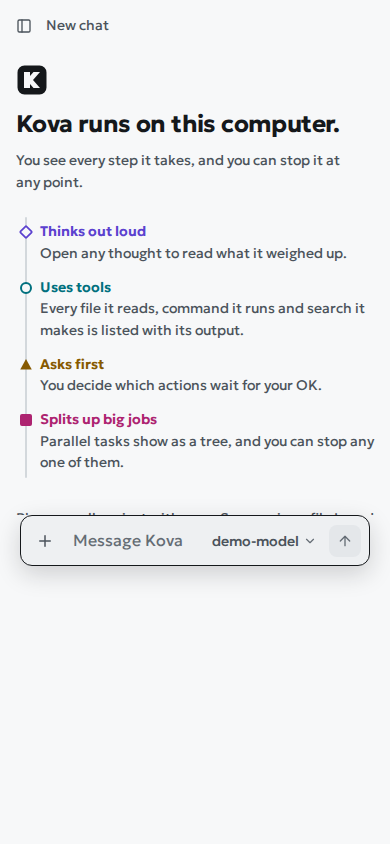 New chat
K
Kova runs on this computer.
You see every step it takes, and you can stop it at
any point.
Thinks out loud
Open any thought to read what it weighed up.
Uses tools
Every file it reads, command it runs and search it
makes is listed with its output.
Asks first
You decide which actions wait for your OK.
Splits up big jobs
Parallel tasks show as a tree, and you can stop any
one of them.
Message Kova
demo-model